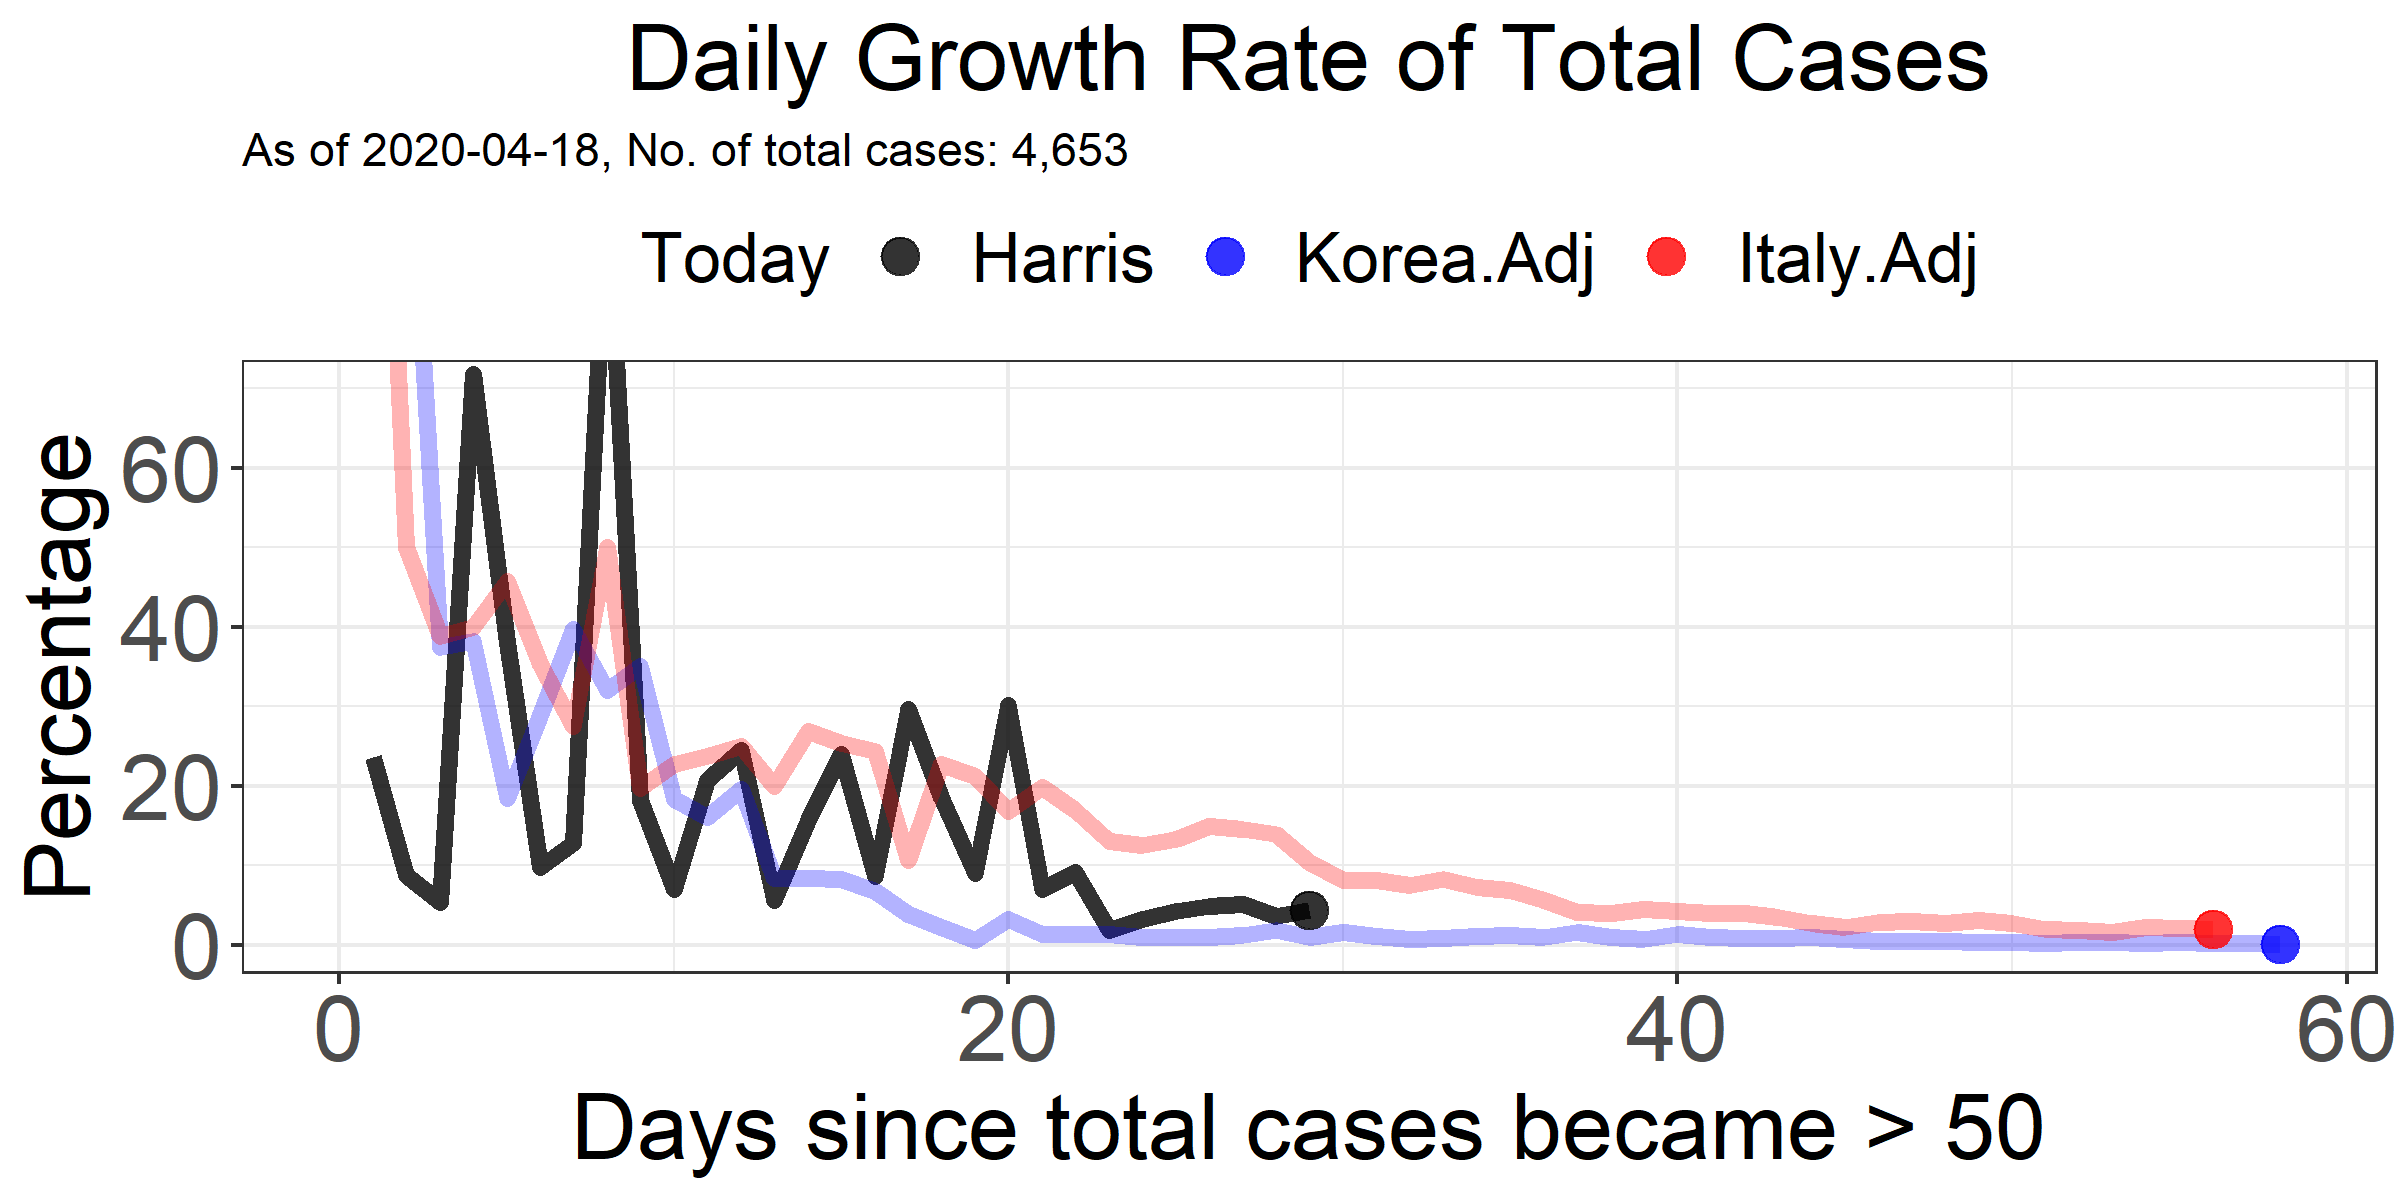 Daily Growth Rate of Total Cases
As of 2020-04-18, No. of total cases: 4,653
Today Harris Korea.Adj Italy.Adj
Percentage
60
40
20
0
0 20 40 60
Days since total cases became > 50